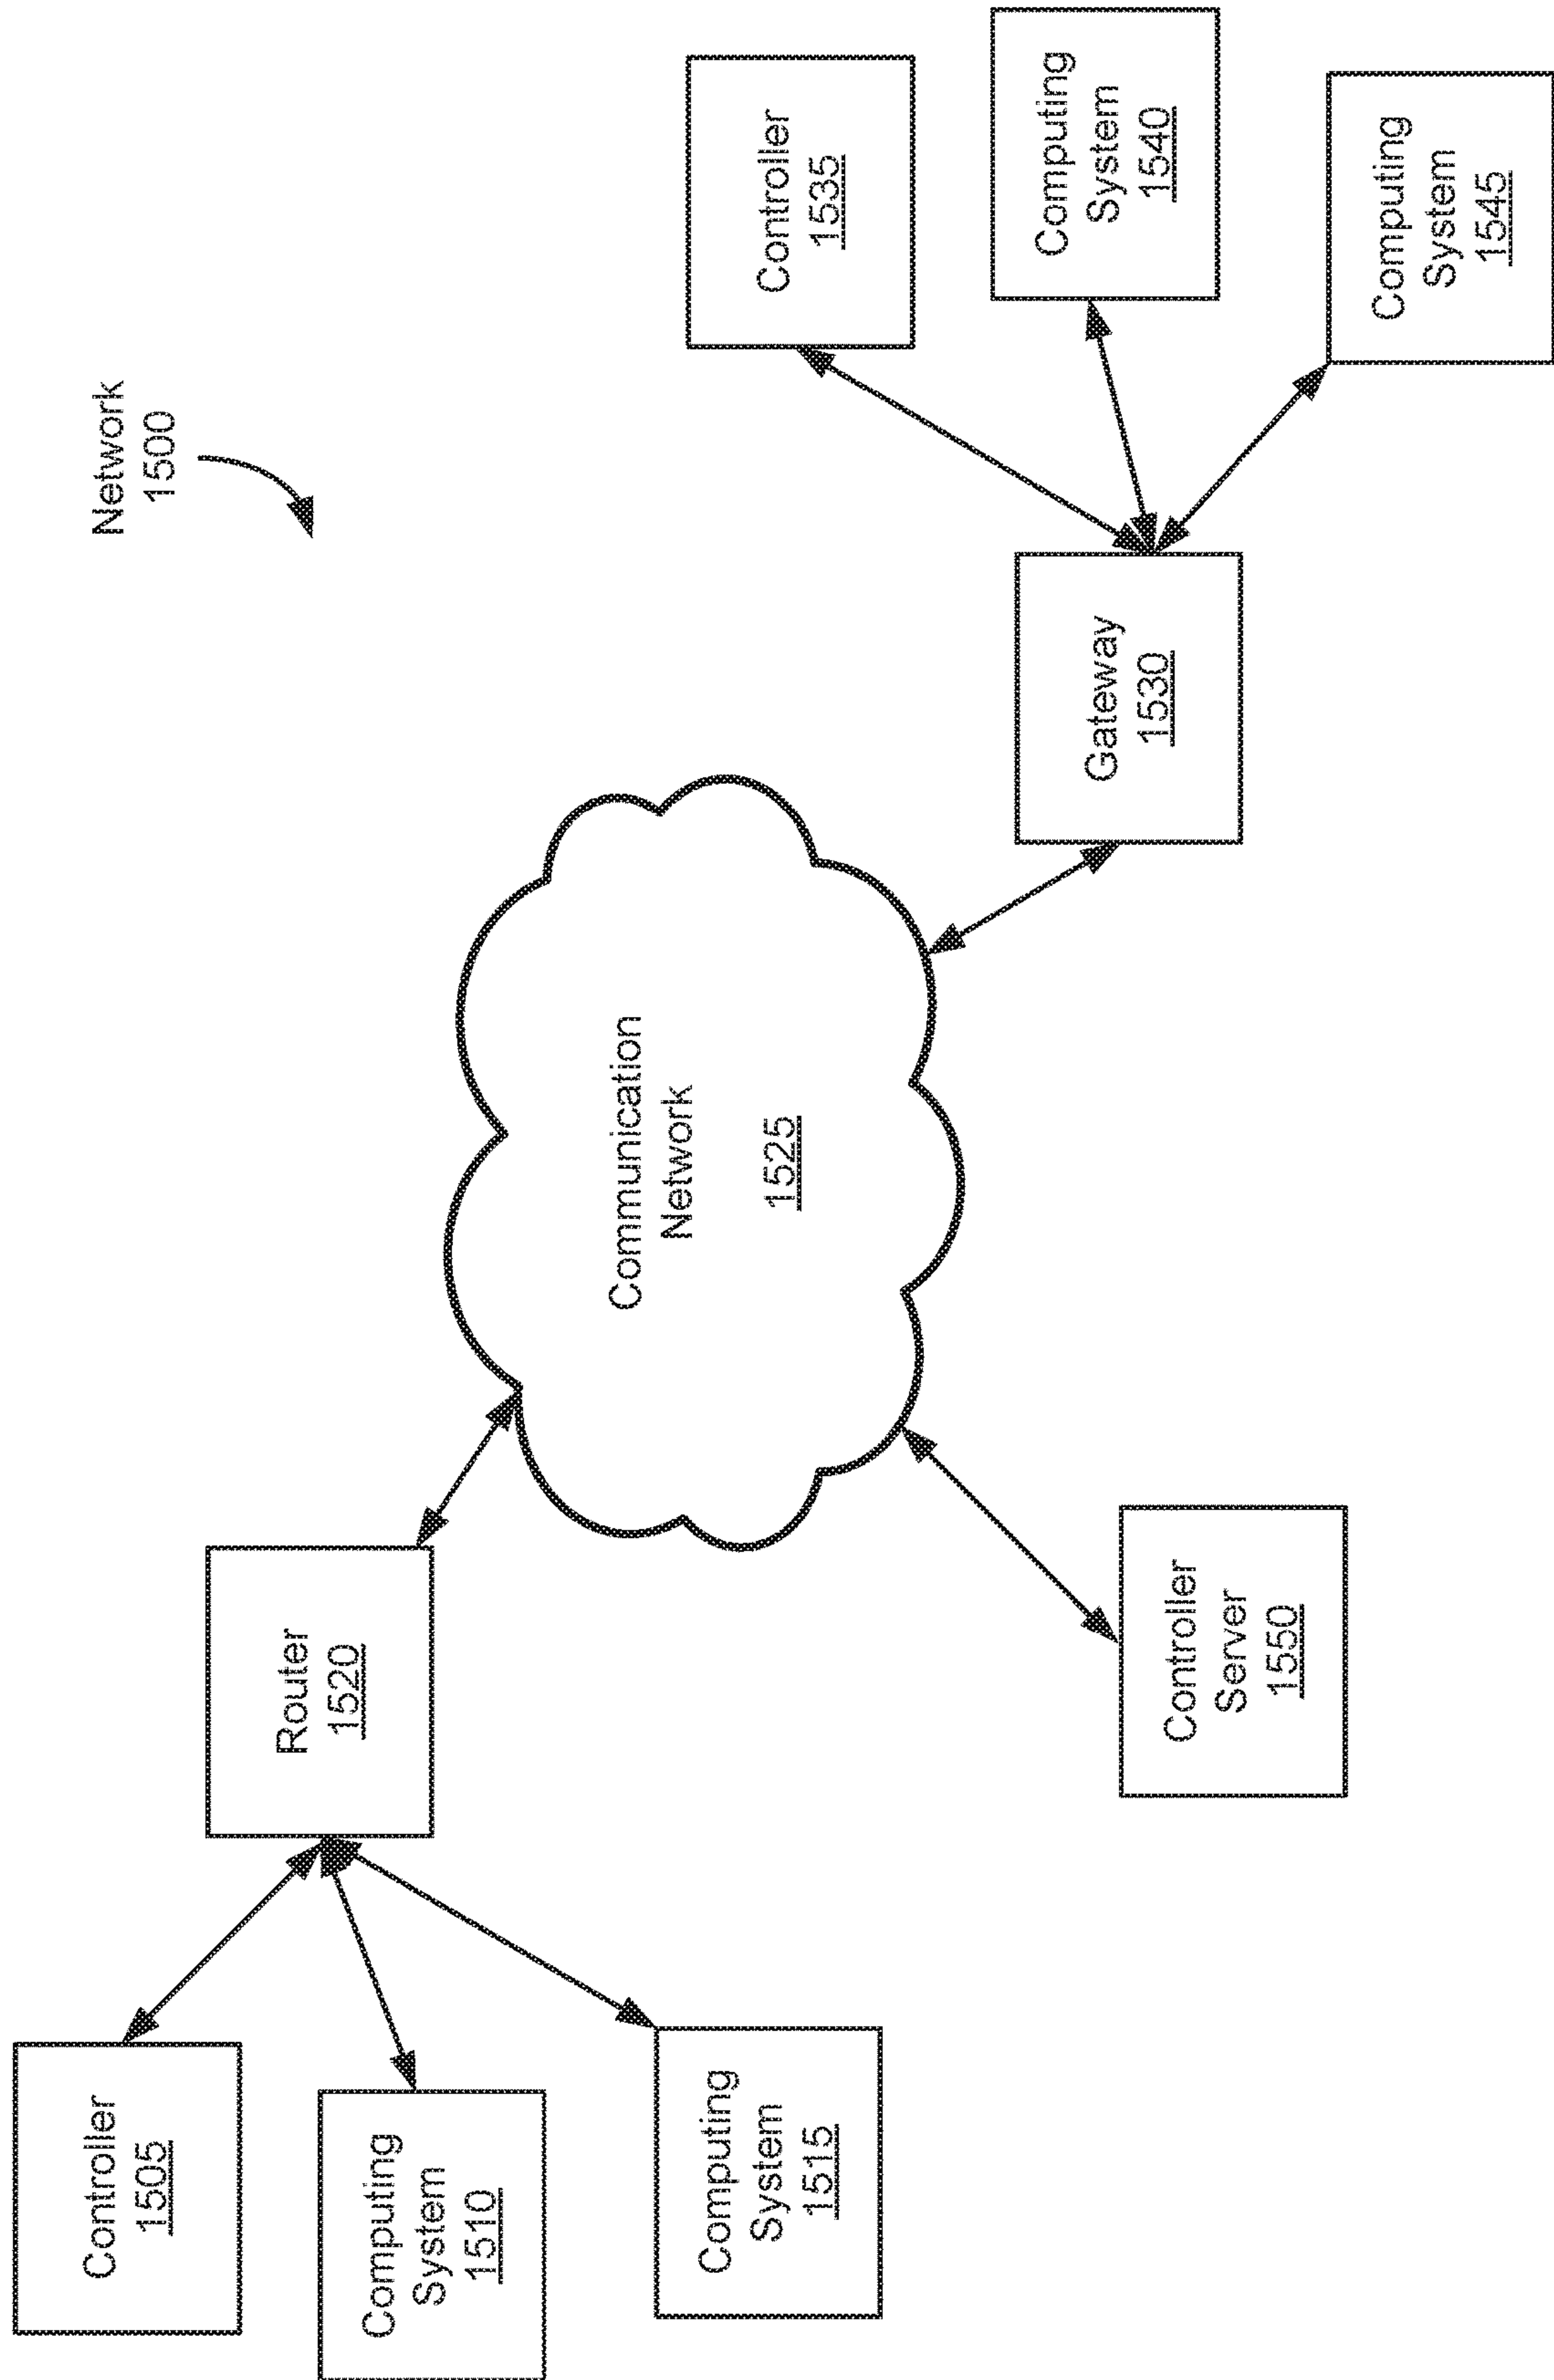 Network
1500
Controller
1505
Computing
System
1510
Computing
System
1515
Router
1520
Communication
Network
1525
Controller
Server
1550
Gateway
1530
Controller
1535
Computing
System
1540
Computing
System
1545